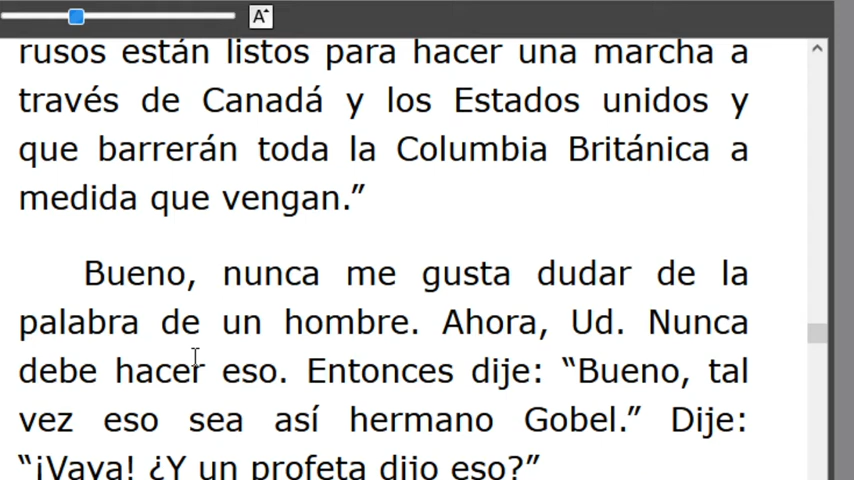 A
rusos están listos para hacer una marcha a
través de Canadá y los Estados unidos y
que barrerán toda la Columbia Británica a
medida que vengan.”
Bueno, nunca me gusta dudar de la
palabra de un hombre. Ahora, Ud. Nunca
debe hacer eso. Entonces dije: “Bueno, tal
vez eso sea así hermano Gobel.” Dije:
“¡Vaya! ¿Y un profeta dijo eso?”